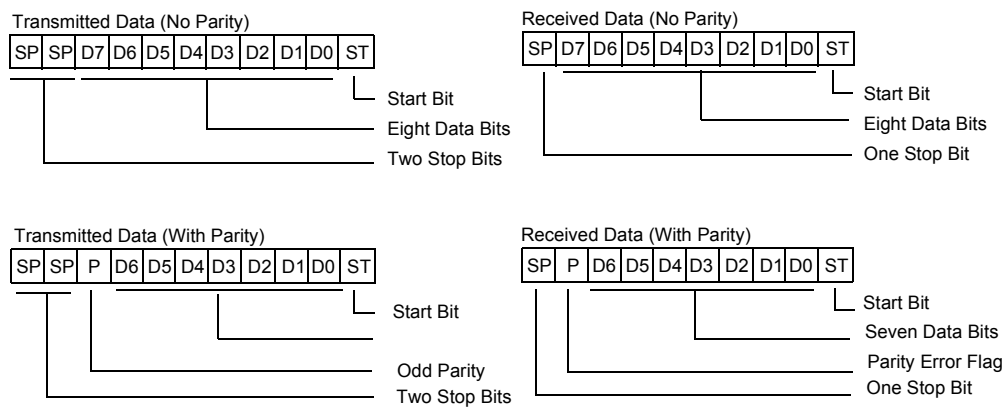 Transmitted Data (No Parity)
SP SP D7 D6 D5 D4 D3 D2 D1 D0 ST
Start Bit
Eight Data Bits
Two Stop Bits
Received Data (No Parity)
SP D7 D6 D5 D4 D3 D2 D1 D0 ST
Start Bit
Eight Data Bits
One Stop Bit
Transmitted Data (With Parity)
SP SP P D6 D5 D4 D3 D2 D1 D0 ST
Start Bit
Odd Parity
Two Stop Bits
Received Data (With Parity)
SP P D6 D5 D4 D3 D2 D1 D0 ST
Start Bit
Seven Data Bits
Parity Error Flag
One Stop Bit